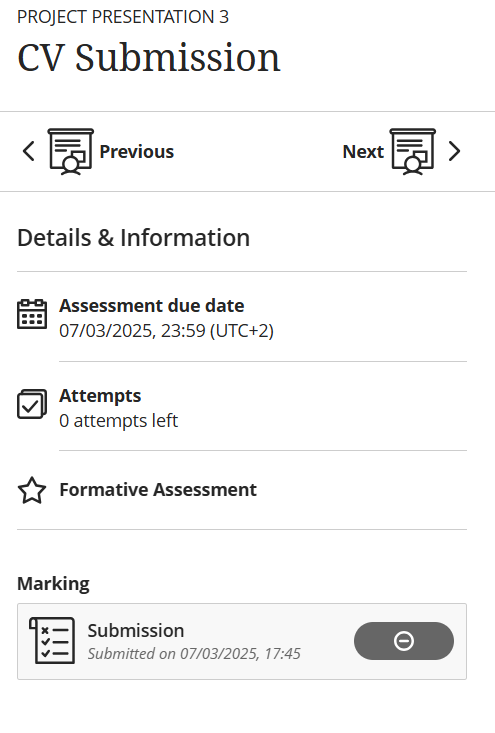 PROJECT PRESENTATION 3
CV Submission
Previous
Next
Details & Information
Assessment due date
07/03/2025, 23:59 (UTC+2)
Attempts
0 attempts left
Formative Assessment
Marking
Submission
Submitted on 07/03/2025, 17:45